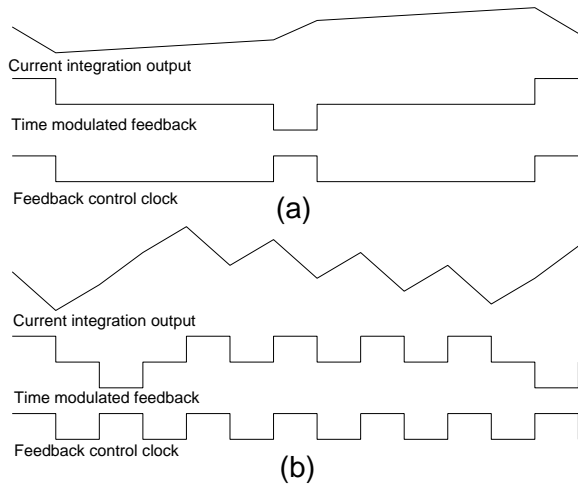 Current integration output
Time modulated feedback
Feedback control clock
(a)
Current integration output
Time modulated feedback
Feedback control clock
(b)